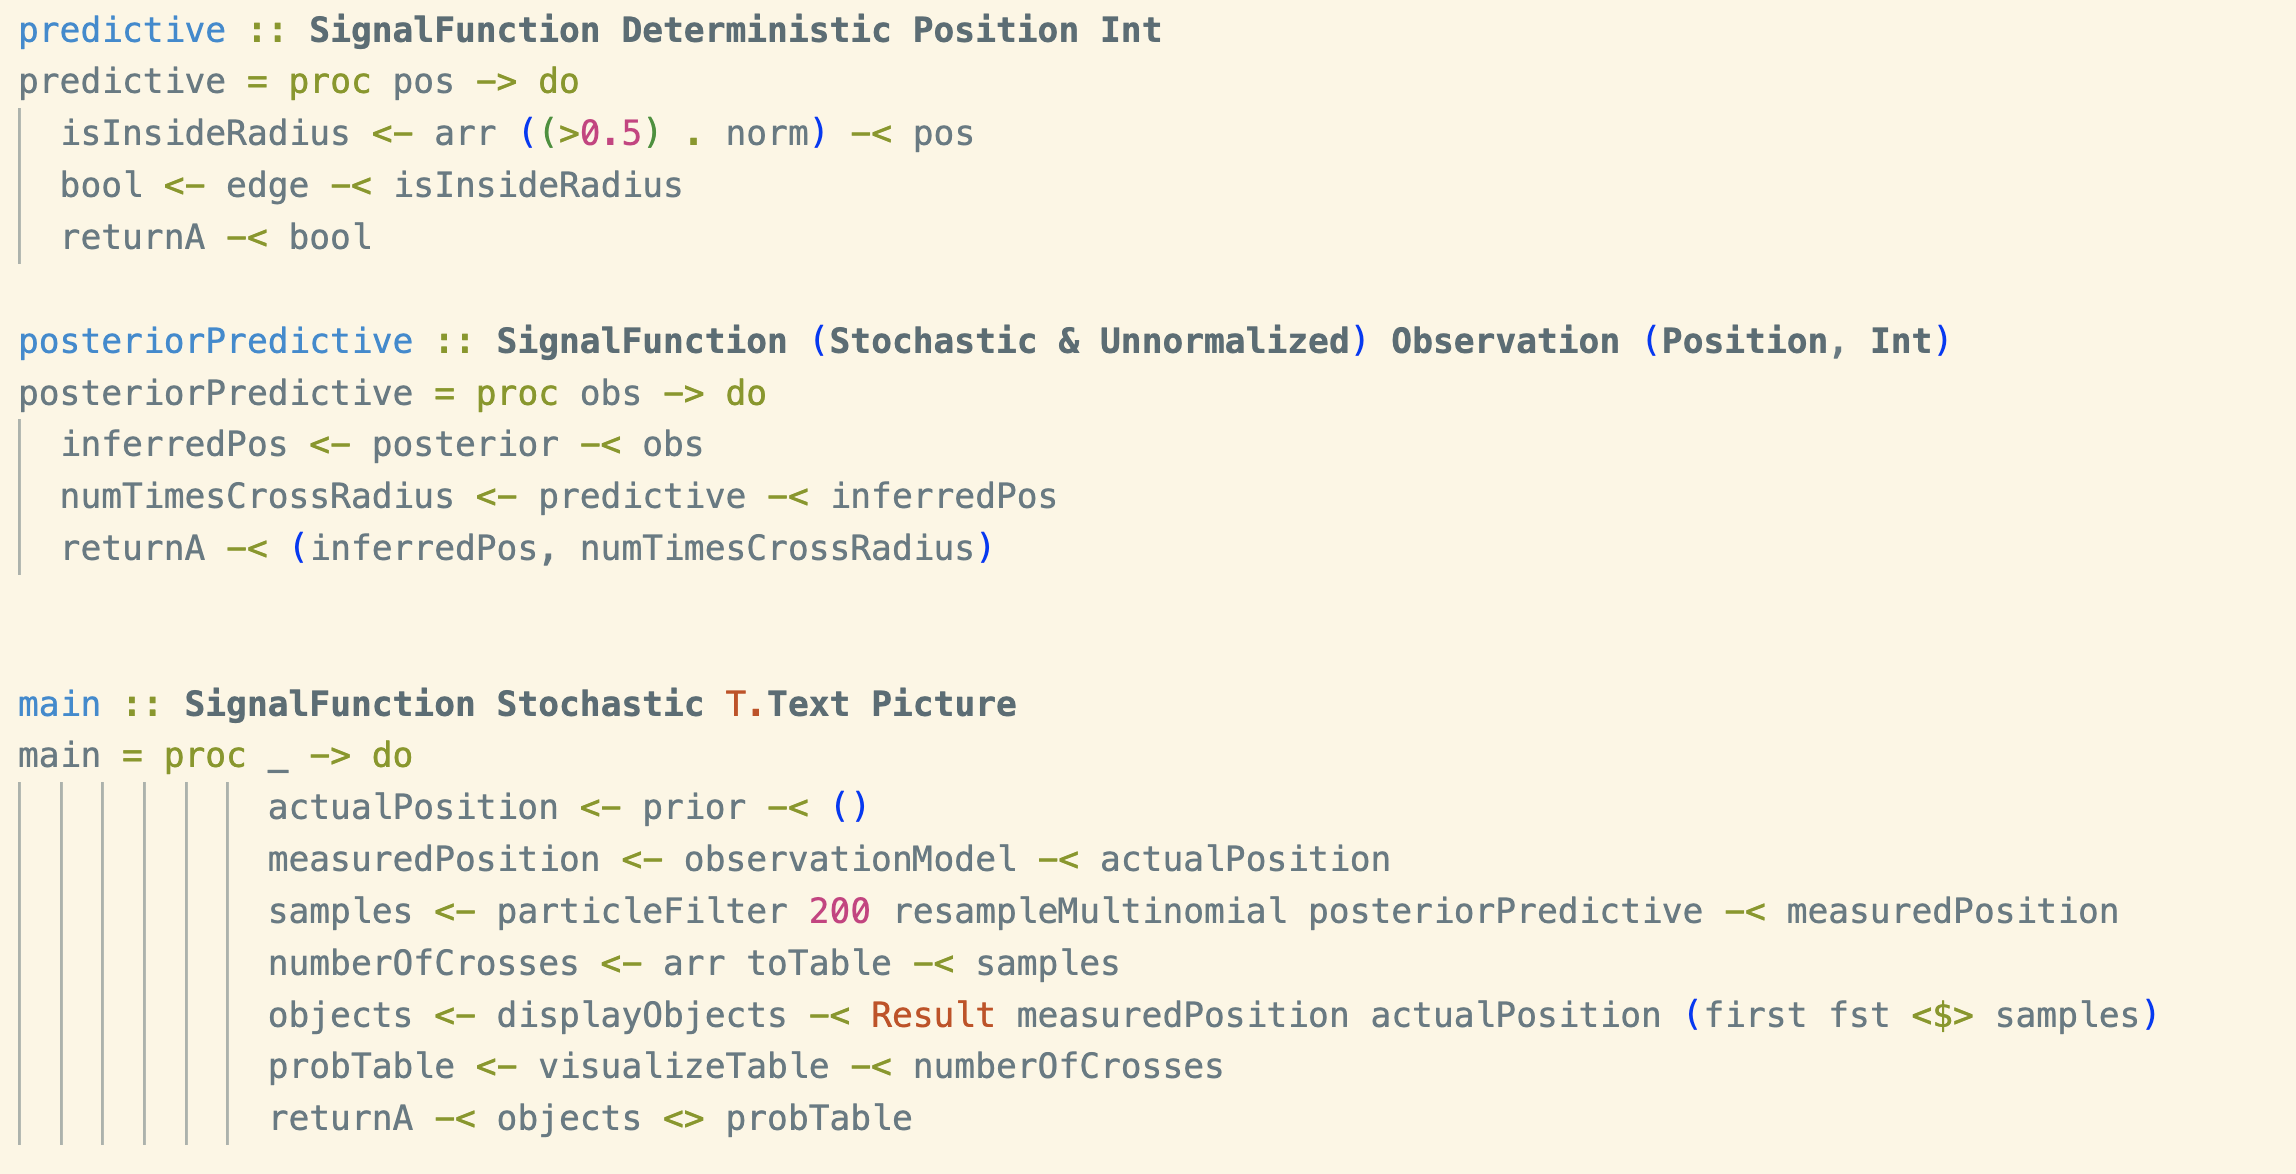 predictive :: SignalFunction Deterministic Position Int
predictive = proc pos -> do
  isInsideRadius <- arr ((>0.5) . norm) -< pos
  bool <- edge -< isInsideRadius
  returnA -< bool
posteriorPredictive :: SignalFunction (Stochastic & Unnormalized) Observation (Position, Int)
posteriorPredictive = proc obs -> do
  inferredPos <- posterior -< obs
  numTimesCrossRadius <- predictive -< inferredPos
  returnA -< (inferredPos, numTimesCrossRadius)
main :: SignalFunction Stochastic T.Text Picture
main = proc _ -> do
            actualPosition <- prior -< ()
            measuredPosition <- observationModel -< actualPosition
            samples <- particleFilter 200 resampleMultinomial posteriorPredictive -< measuredPosition
            numberOfCrosses <- arr toTable -< samples
            objects <- displayObjects -< Result measuredPosition actualPosition (first fst <$> samples)
            probTable <- visualizeTable -< numberOfCrosses
            returnA -< objects <> probTable